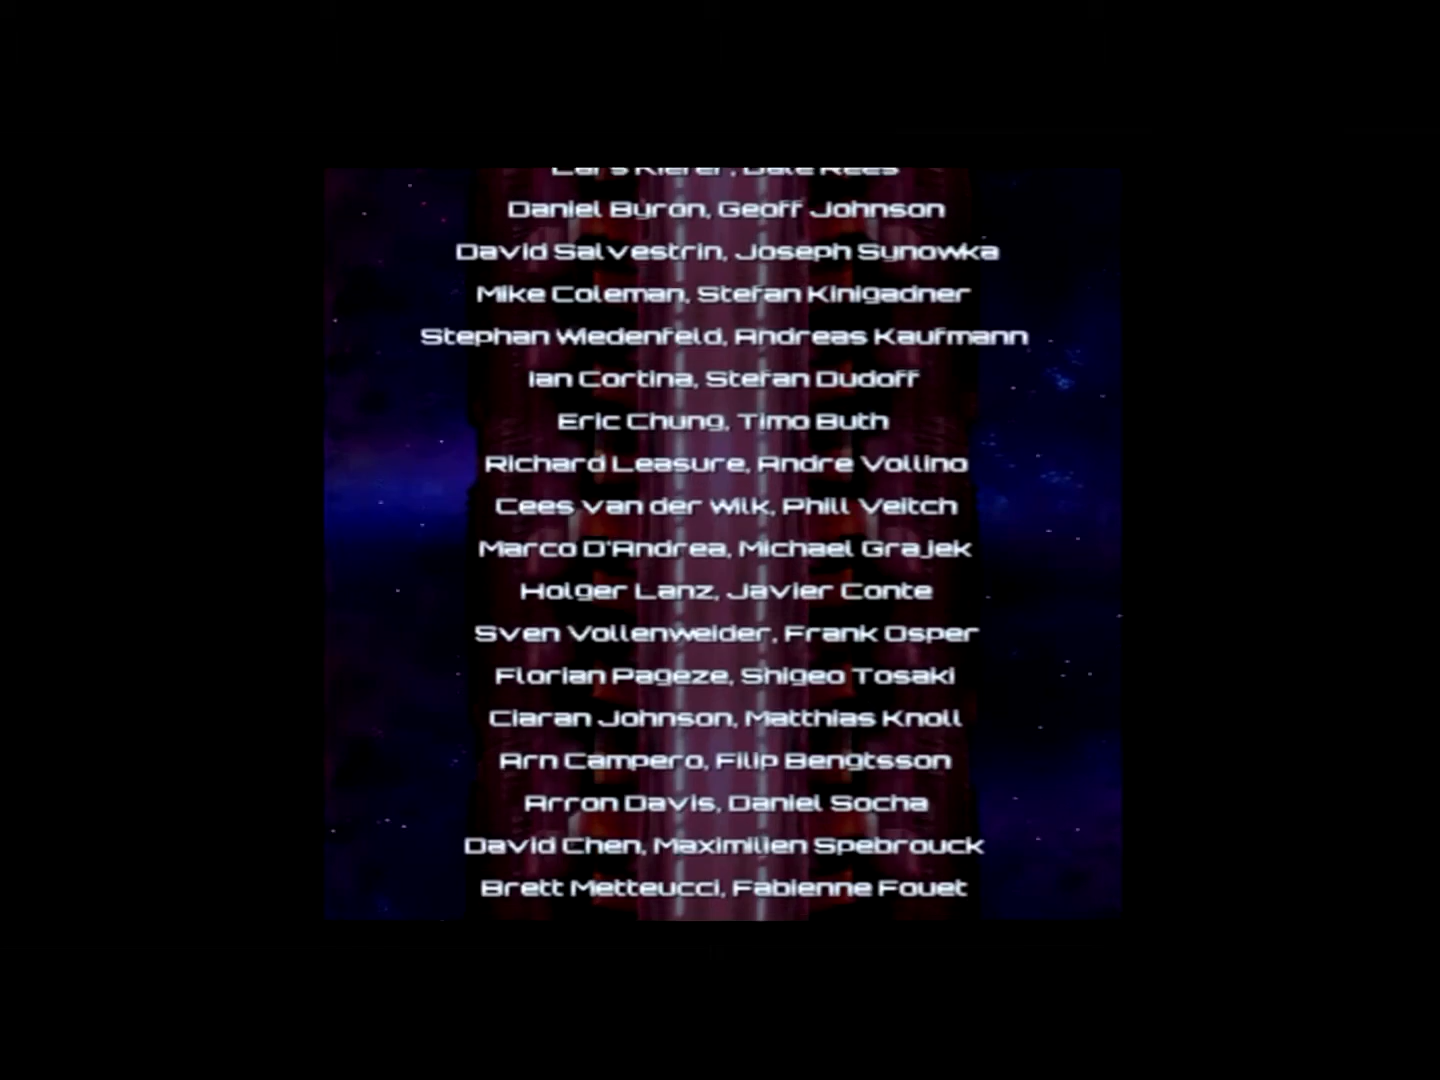 Daniel Byron, Geoff Johnson
David Salvestrin, Joseph Synowka
Mike Coleman, Stefan Kinigadner
Stephan Wiedenfeld, Andreas Kaufmann
Ian Cortina, Stefan Dudoff
Eric Chung, Timo Buth
Richard Leasure, Andre Vollino
Cees van der Wilk, Phill Veitch
Marco D'Andrea, Michael Grajek
Holger Lanz, Javier Conte
Sven Vollenweider, Frank Osper
Florian Pageze, Shigeo Tosaki
Ciaran Johnson, Matthias Knoll
Arn Campero, Filip Bengtsson
Arron Davis, Daniel Socha
David Chen, Maximilien Spebrouck
Brett Metteucci, Fabienne Fouet